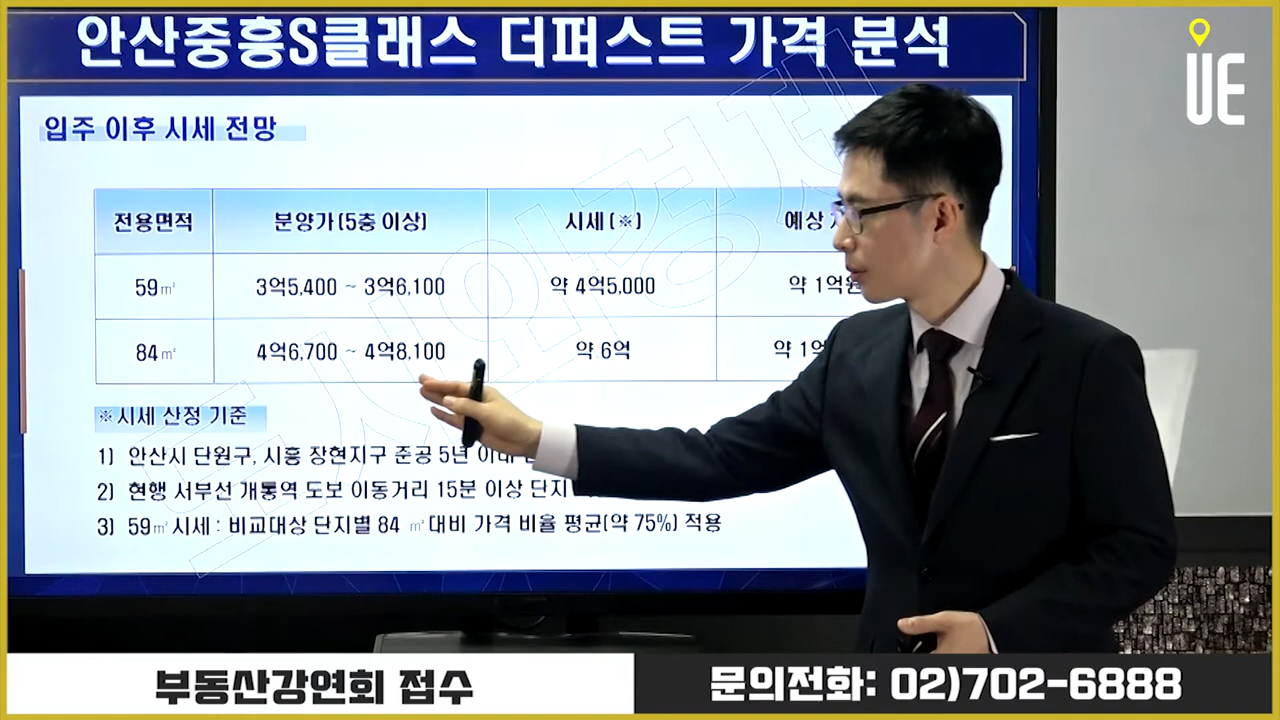 안산중흥S클래스 더퍼스트 가격 분석
UE
입주 이후 시세 전망
전용면적 분양가(5층 이상) 시세(※) 예상
59㎡ 3억5,400 ~ 3억6,100 약 4억5,000 약 1억원
84㎡ 4억6,700 ~ 4억8,100 약 6억 약 1억
※시세 산정 기준
1) 안산시 단원구, 시흥 장현지구 준공 5년 이내
2) 현행 서부선 개통역 도보 이동거리 15분 이상 단지
3) 59㎡ 시세 : 비교대상 단지별 84 ㎡ 대비 가격 비율 평균(약 75%) 적용
도시와경제
부동산강연회 접수
문의전화: 02)702-6888